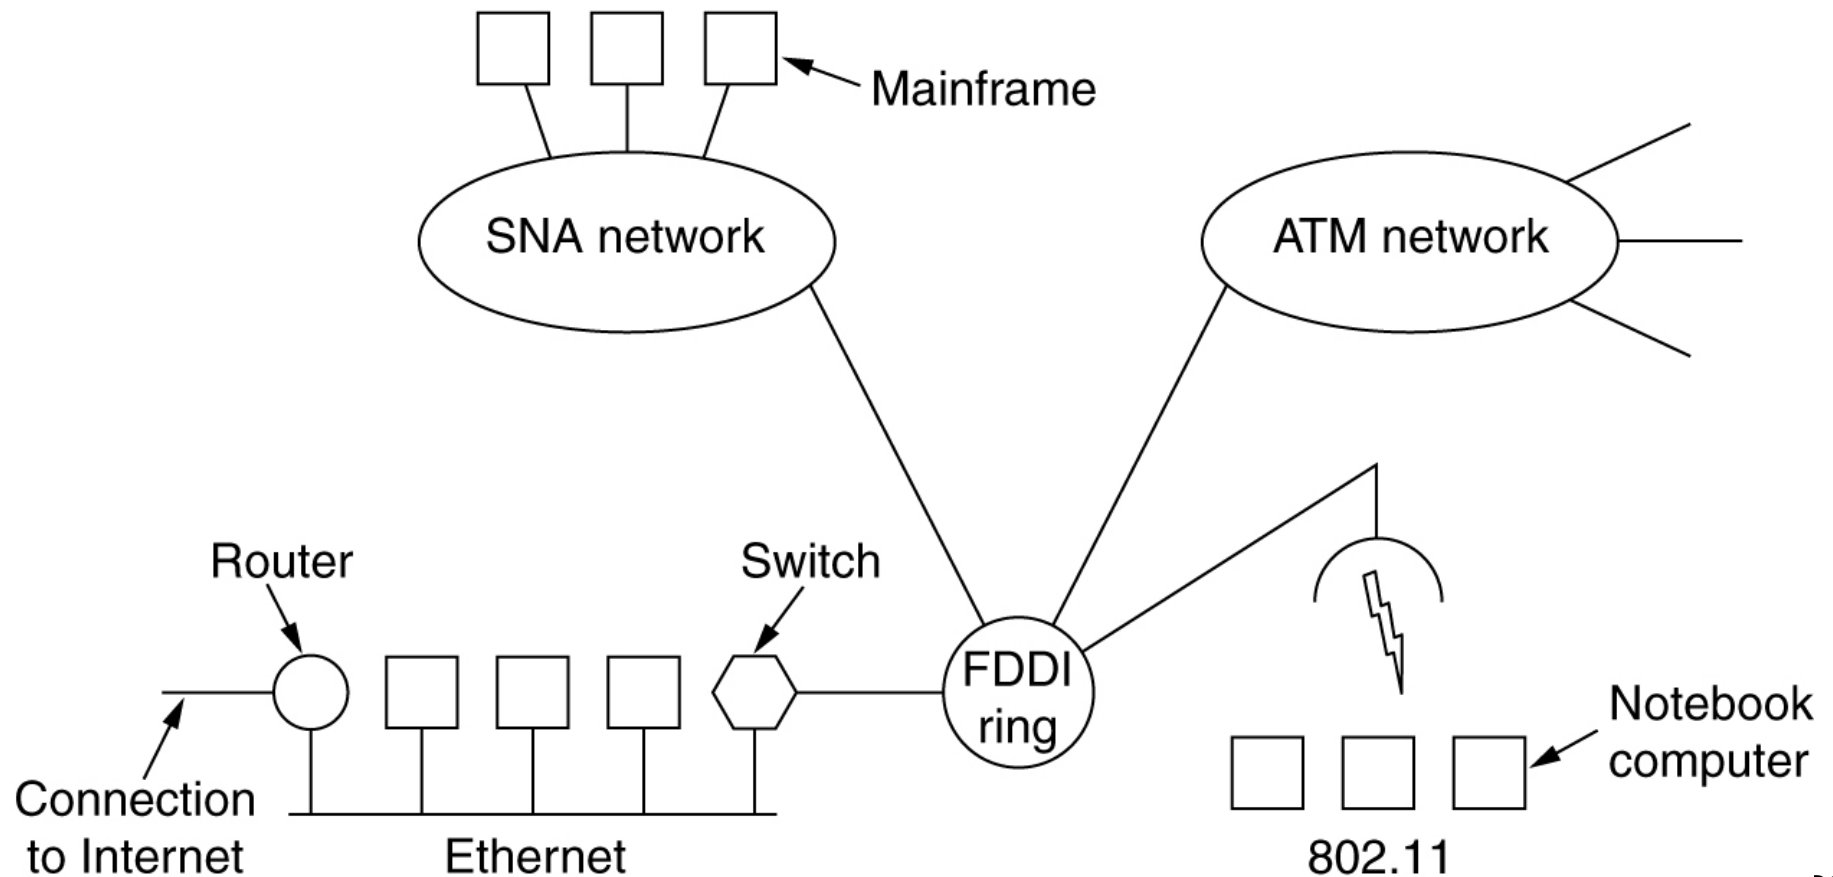 Mainframe
SNA network
ATM network
Router
Switch
FDDI
ring
Notebook
computer
Connection
to Internet
Ethernet
802.11